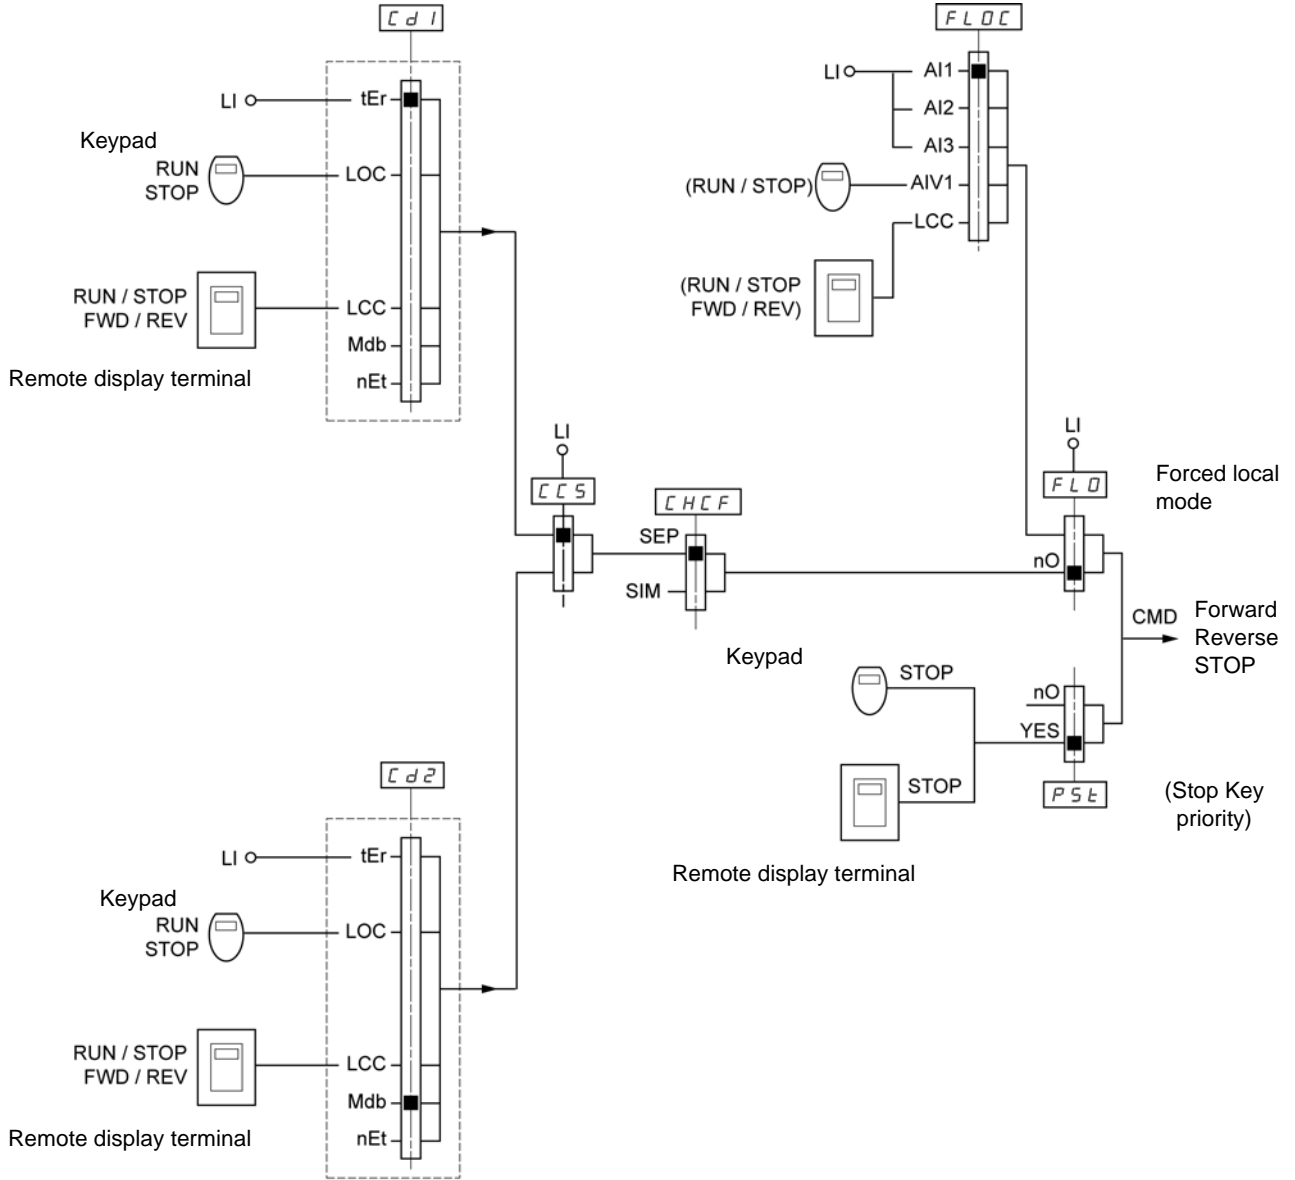 Cd1
LI
tEr
Keypad
RUN
STOP
LOC
RUN / STOP
FWD / REV
LCC
Mdb
nEt
Remote display terminal
FLOC
LI
AI1
AI2
AI3
(RUN / STOP)
AIV1
LCC
(RUN / STOP
FWD / REV)
LI
CCS
CHCF
SEP
SIM
LI
FLO
nO
Forced local
mode
CMD
Forward
Reverse
STOP
Keypad
STOP
nO
YES
STOP
PSt
(Stop Key
priority)
Remote display terminal
Cd2
LI
tEr
Keypad
RUN
STOP
LOC
RUN / STOP
FWD / REV
LCC
Mdb
nEt
Remote display terminal